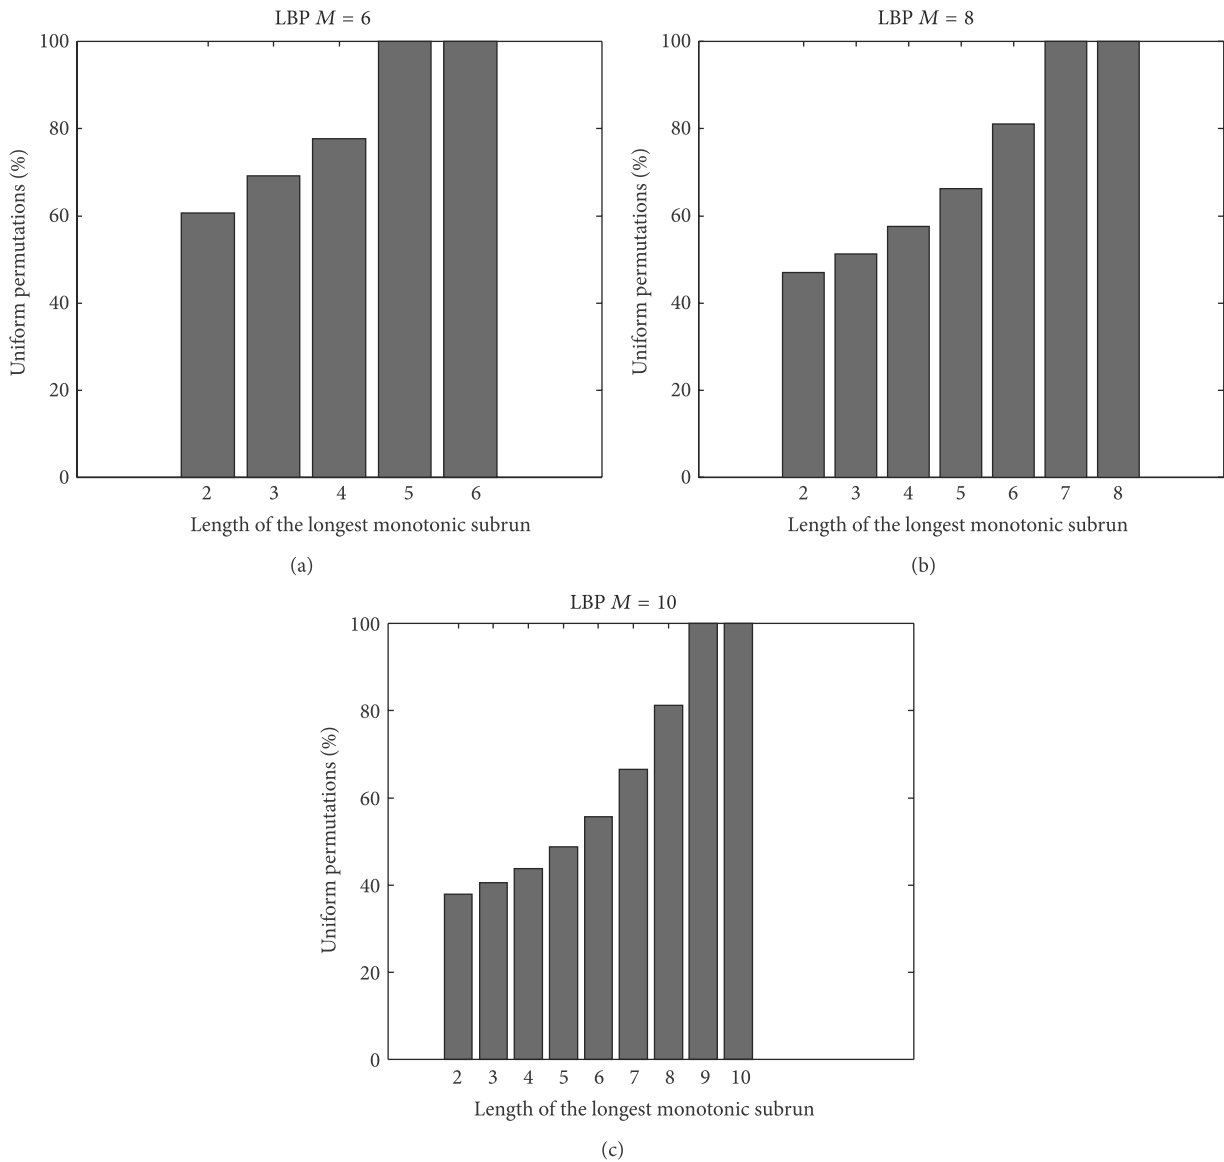 LBP M = 6
100
80
60
40
20
0
Uniform permutations (%)
2 3 4 5 6
Length of the longest monotonic subrun
(a)
LBP M = 8
100
80
60
40
20
0
Uniform permutations (%)
2 3 4 5 6 7 8
Length of the longest monotonic subrun
(b)
LBP M = 10
100
80
60
40
20
0
Uniform permutations (%)
2 3 4 5 6 7 8 9 10
Length of the longest monotonic subrun
(c)